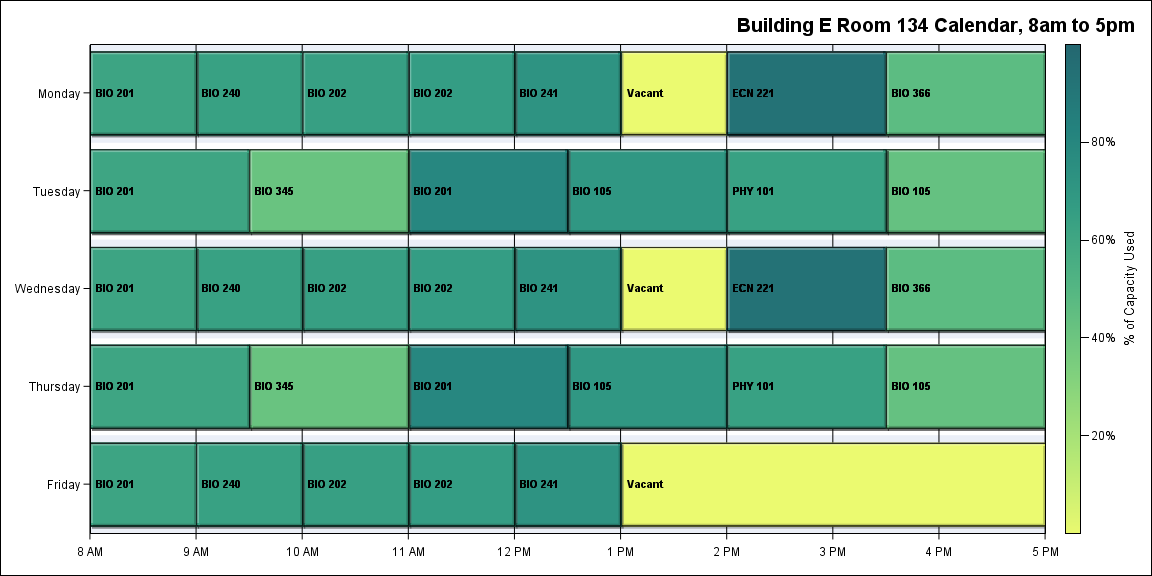 Building E Room 134 Calendar, 8am to 5pm
Monday
BIO 201
BIO 240
BIO 202
BIO 202
BIO 241
Vacant
ECN 221
BIO 366
Tuesday
BIO 201
BIO 345
BIO 201
BIO 105
PHY 101
BIO 105
Wednesday
BIO 201
BIO 240
BIO 202
BIO 202
BIO 241
Vacant
ECN 221
BIO 366
Thursday
BIO 201
BIO 345
BIO 201
BIO 105
PHY 101
BIO 105
Friday
BIO 201
BIO 240
BIO 202
BIO 202
BIO 241
Vacant
8 AM
9 AM
10 AM
11 AM
12 PM
1 PM
2 PM
3 PM
4 PM
5 PM
80%
60%
40%
20%
% of Capacity Used